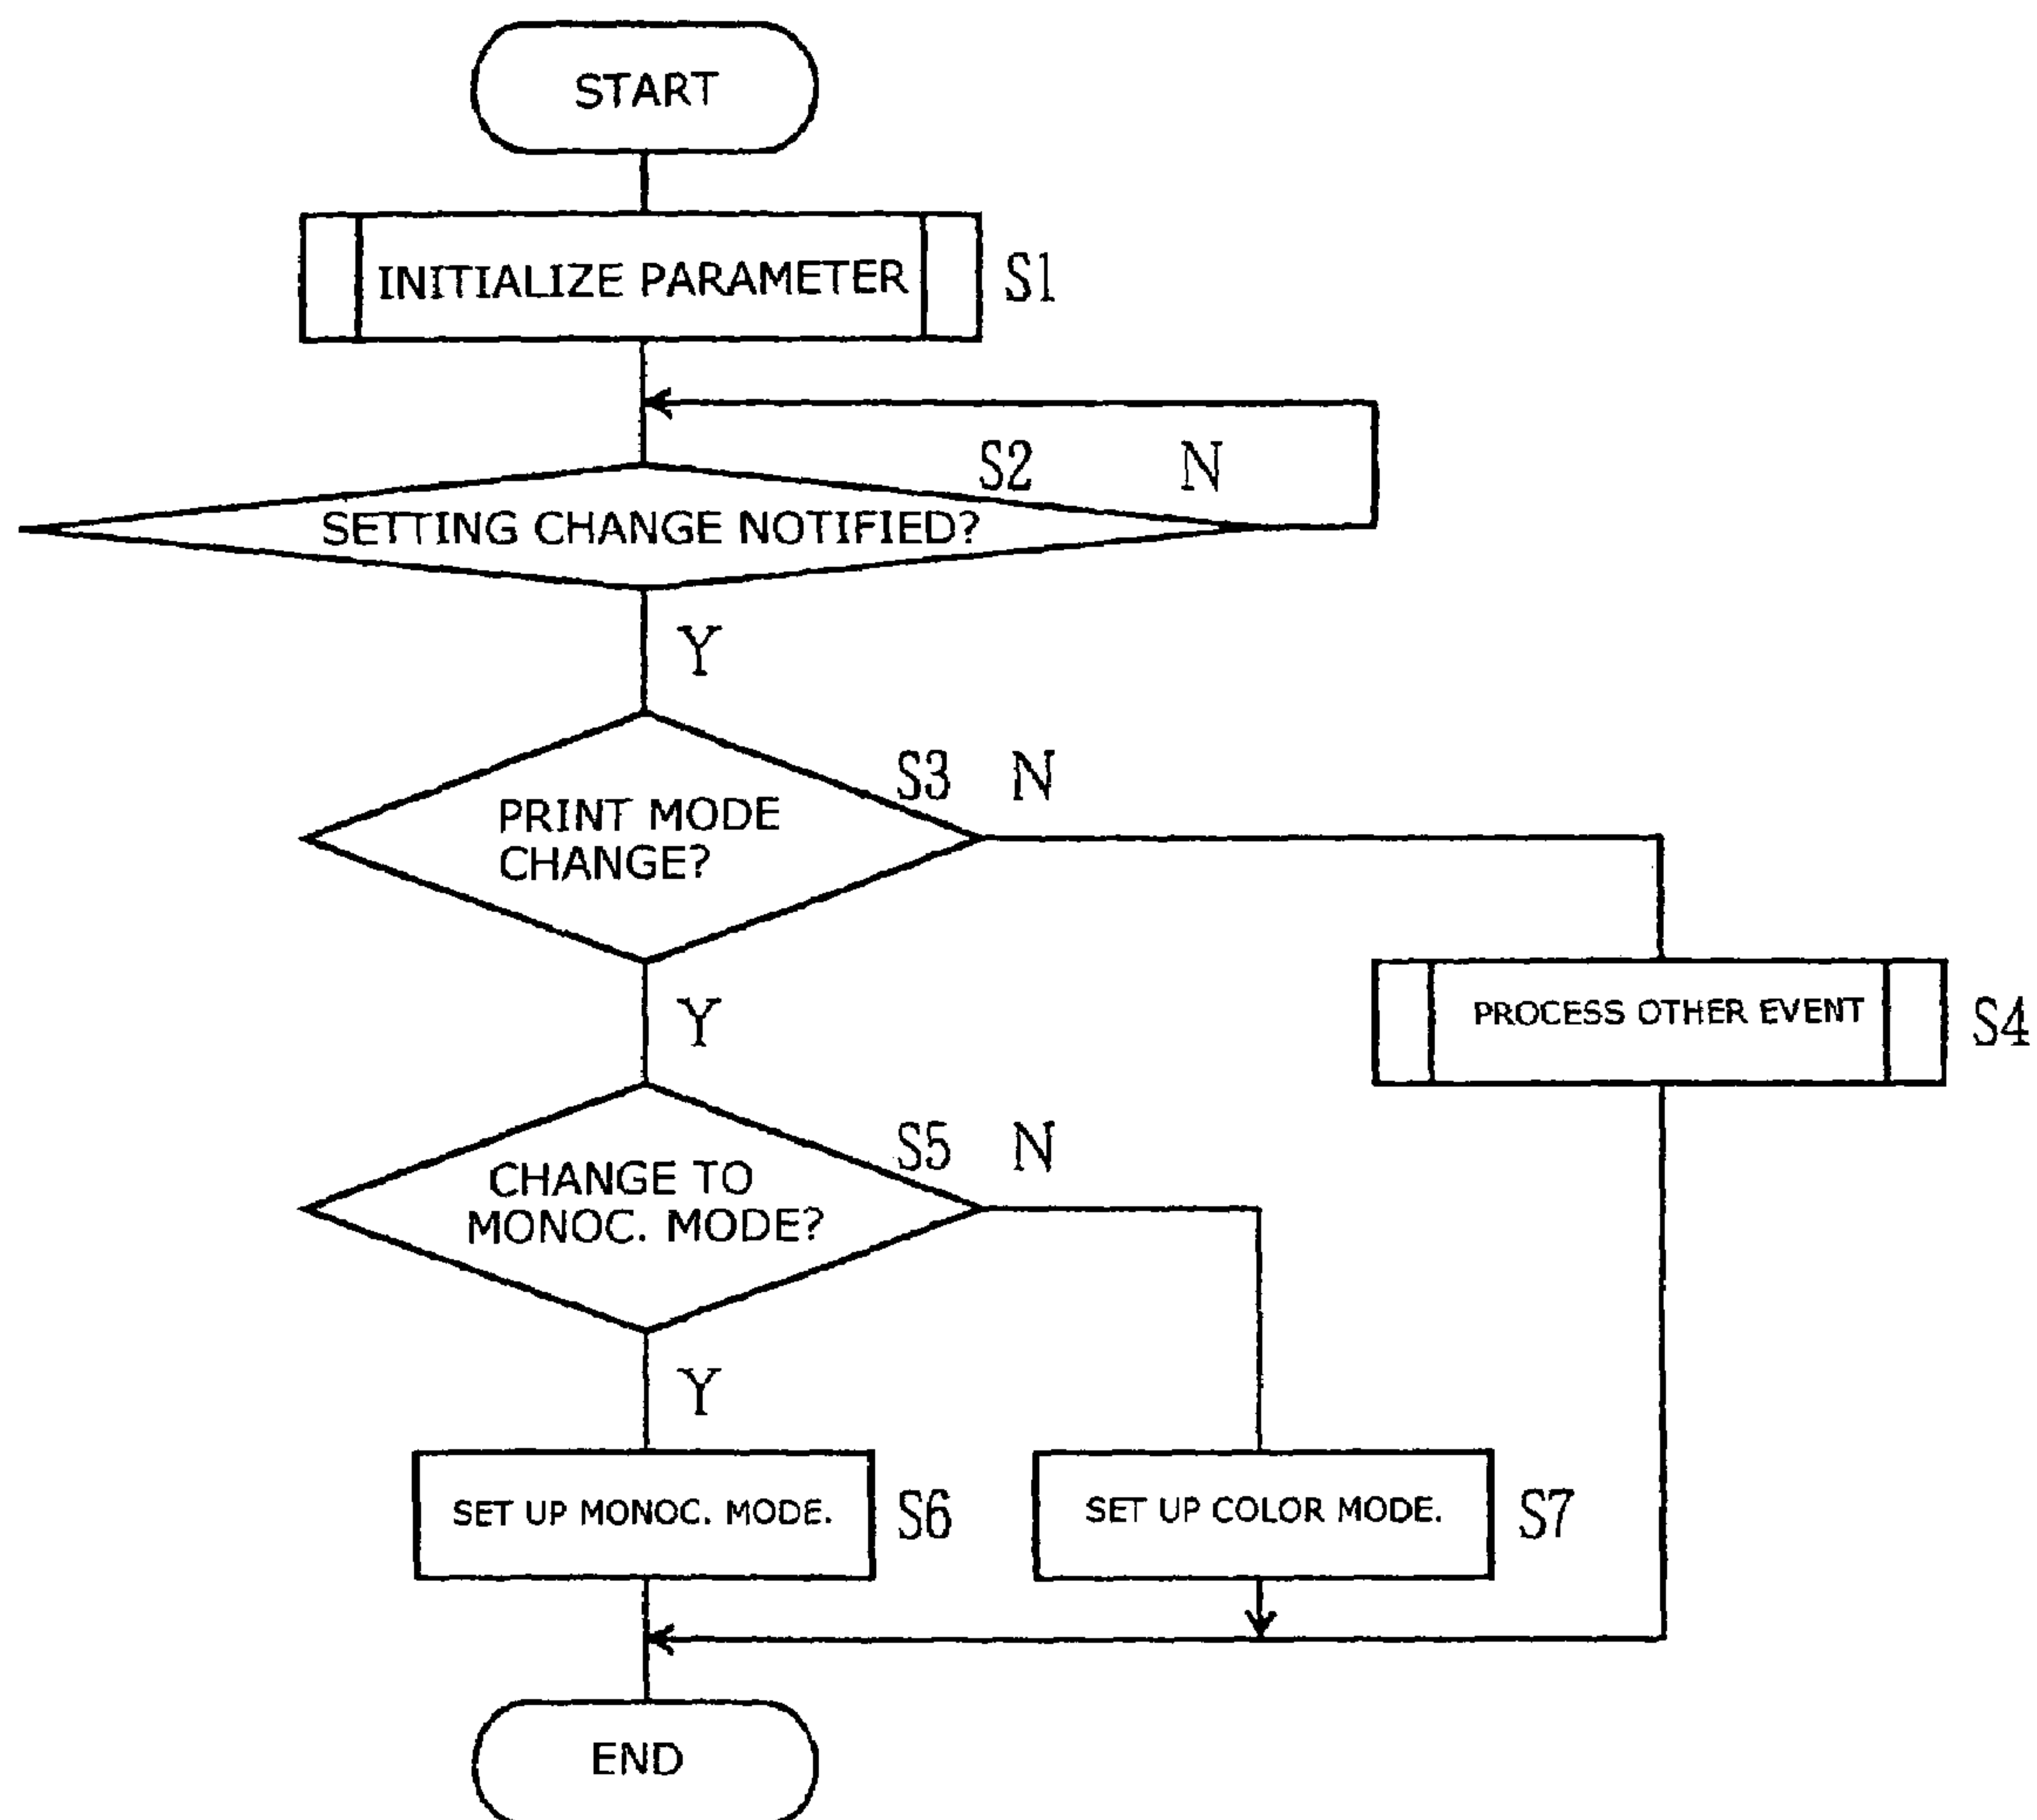 START
INITIALIZE PARAMETER
S1
S2
N
SETTING CHANGE NOTIFIED?
Y
S3
N
PRINT MODE
CHANGE?
Y
PROCESS OTHER EVENT
S4
S5
N
CHANGE TO
MONOC. MODE?
Y
SET UP MONOC. MODE.
S6
SET UP COLOR MODE.
S7
END